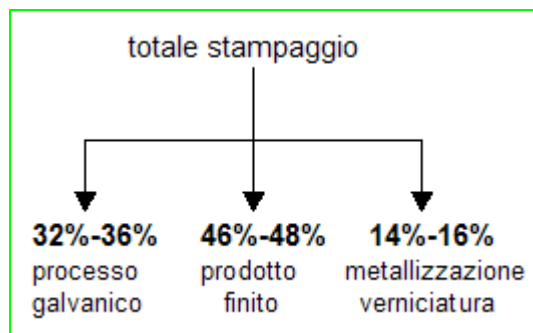 totale stampaggio
32%-36% 46%-48% 14%-16%
processo prodotto metallizzazione
galvanico finito verniciatura